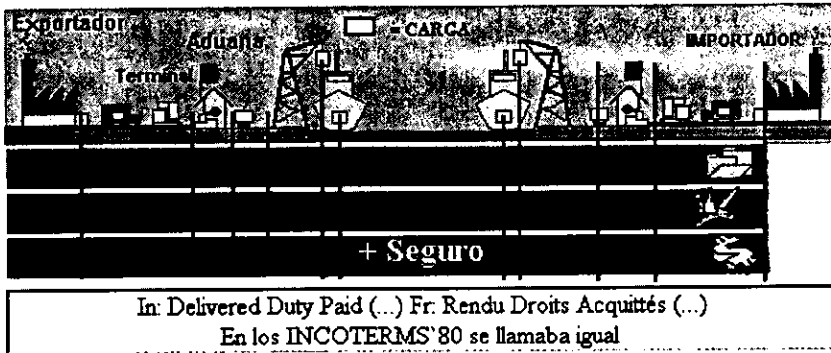 Exportador
Aduana
= CARGA
IMPORTADOR
Terminal
+ Seguro
In: Delivered Duty Paid (...) Fr: Rendu Droits Acquittés (...)
En los INCOTERMS`80 se llamaba igual